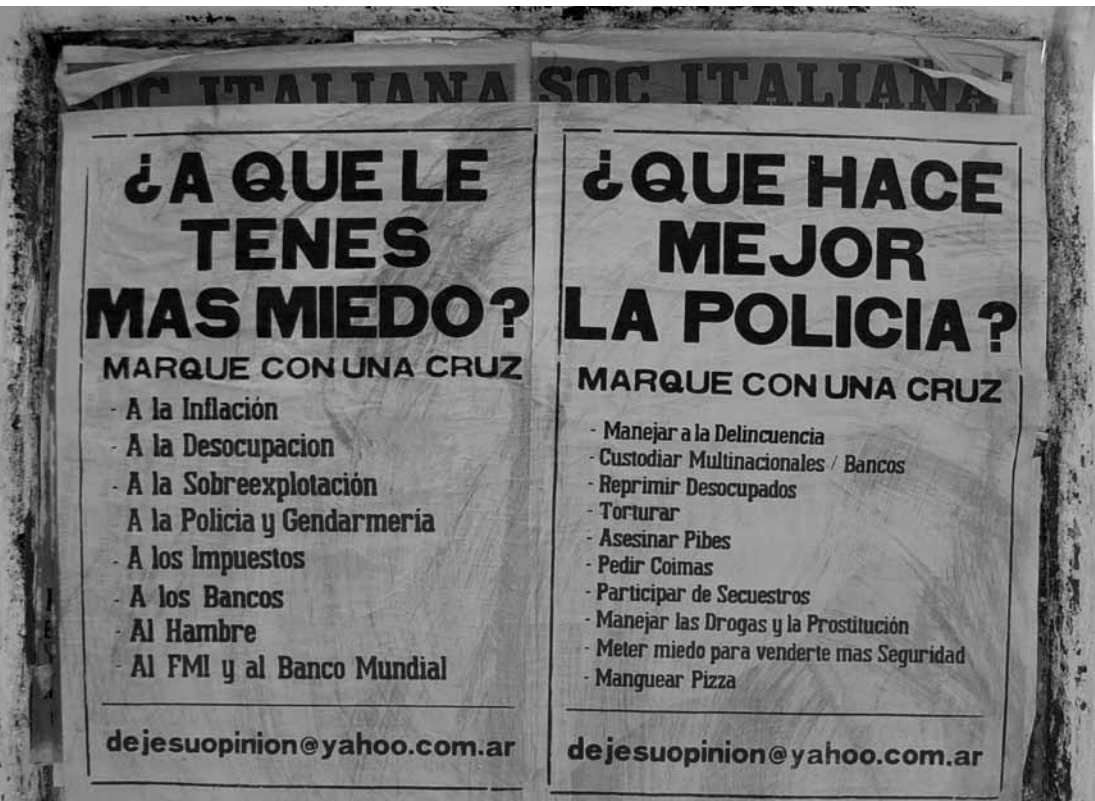 SOC ITALIANA SOC ITALIANA
¿A QUE LE
TENES
MAS MIEDO?
MARQUE CON UNA CRUZ
- A la Inflación
- A la Desocupacion
- A la Sobreexplotación
A la Policia y Gendarmería
- A los Impuestos
- A los Bancos
- Al Hambre
- Al FMI y al Banco Mundial
dejesuopinion@yahoo.com.ar
¿QUE HACE
MEJOR
LA POLICIA?
MARQUE CON UNA CRUZ
- Manejar a la Delincuencia
- Custodiar Multinacionales / Bancos
- Reprimir Desocupados
- Torturar
- Asesinar Pibes
- Pedir Coimas
- Participar de Secuestros
- Manejar las Drogas y la Prostitución
- Meter miedo para venderte mas Seguridad
- Manguear Pizza
dejesuopinion@yahoo.com.ar